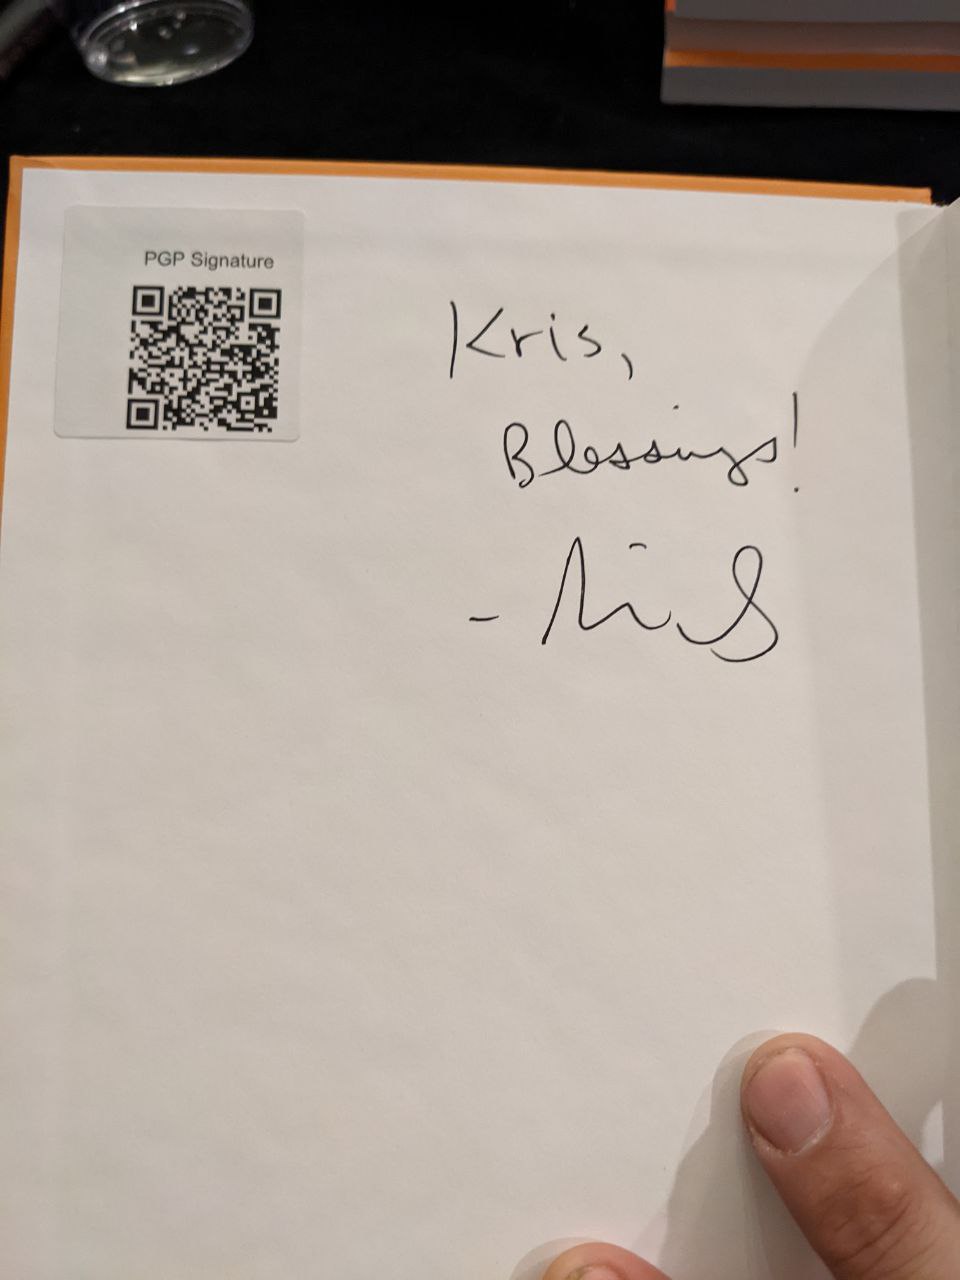 PGP Signature
Kris,
Blessings!